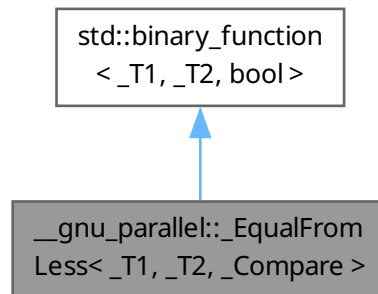 std::binary_function
< _T1, _T2, bool >
__gnu_parallel::_EqualFrom
Less< _T1, _T2, _Compare >